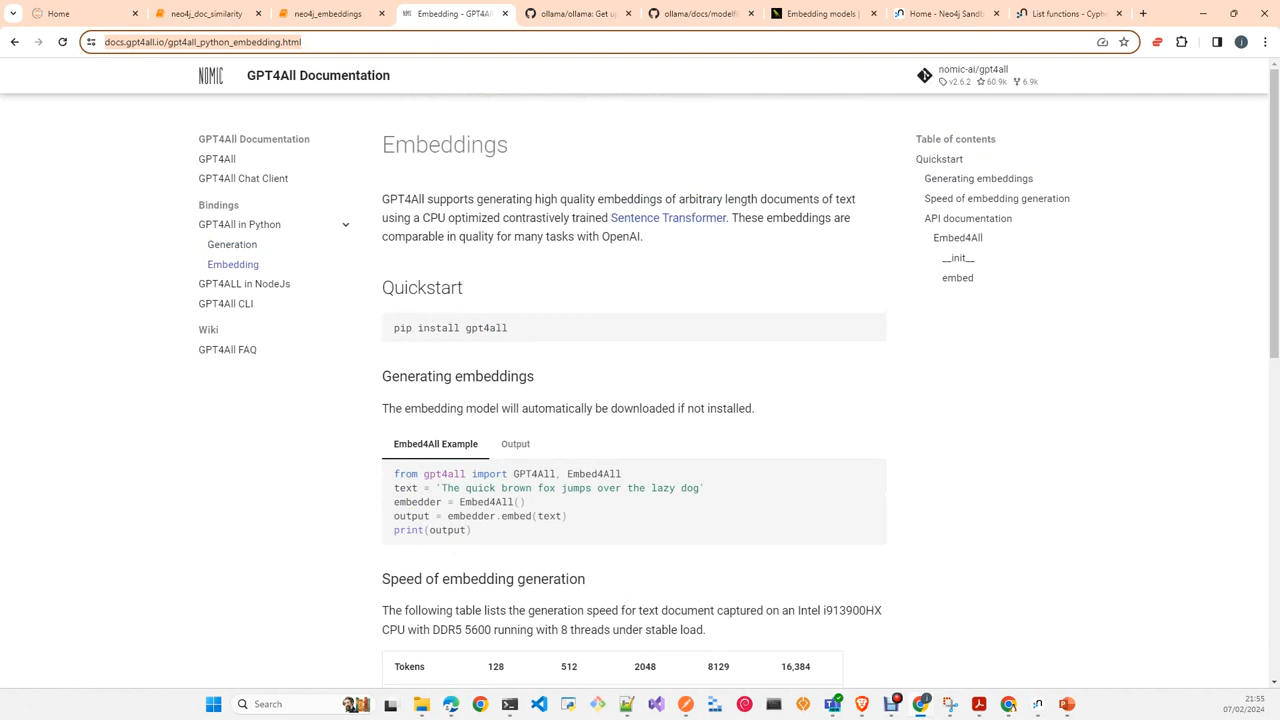 Home
neo4j_doc_similarity
neo4j_embeddings
Embedding - GPT4A
ollama/ollama: Get up
ollama/docs/modelfi
Embedding models |
Home - Neo4j Sandb
List functions - Cyph
docs.gpt4all.io/gpt4all_python_embedding.html
NOMIC
GPT4All Documentation
nomic-ai/gpt4all
v2.6.2 60.9k 6.9k
GPT4All Documentation
GPT4All
GPT4All Chat Client
Bindings
GPT4All in Python
Generation
Embedding
GPT4ALL in NodeJs
GPT4All CLI
Wiki
GPT4All FAQ
Embeddings
GPT4All supports generating high quality embeddings of arbitrary length documents of text
using a CPU optimized contrastively trained Sentence Transformer. These embeddings are
comparable in quality for many tasks with OpenAI.
Quickstart
pip install gpt4all
Generating embeddings
The embedding model will automatically be downloaded if not installed.
Embed4All Example Output
from gpt4all import GPT4All, Embed4All
text = 'The quick brown fox jumps over the lazy dog'
embedder = Embed4All()
output = embedder.embed(text)
print(output)
Speed of embedding generation
The following table lists the generation speed for text document captured on an Intel i913900HX
CPU with DDR5 5600 running with 8 threads under stable load.
Tokens 128 512 2048 8129 16,384
Table of contents
Quickstart
Generating embeddings
Speed of embedding generation
API documentation
Embed4All
__init__
embed
Search
21:55
07/02/2024